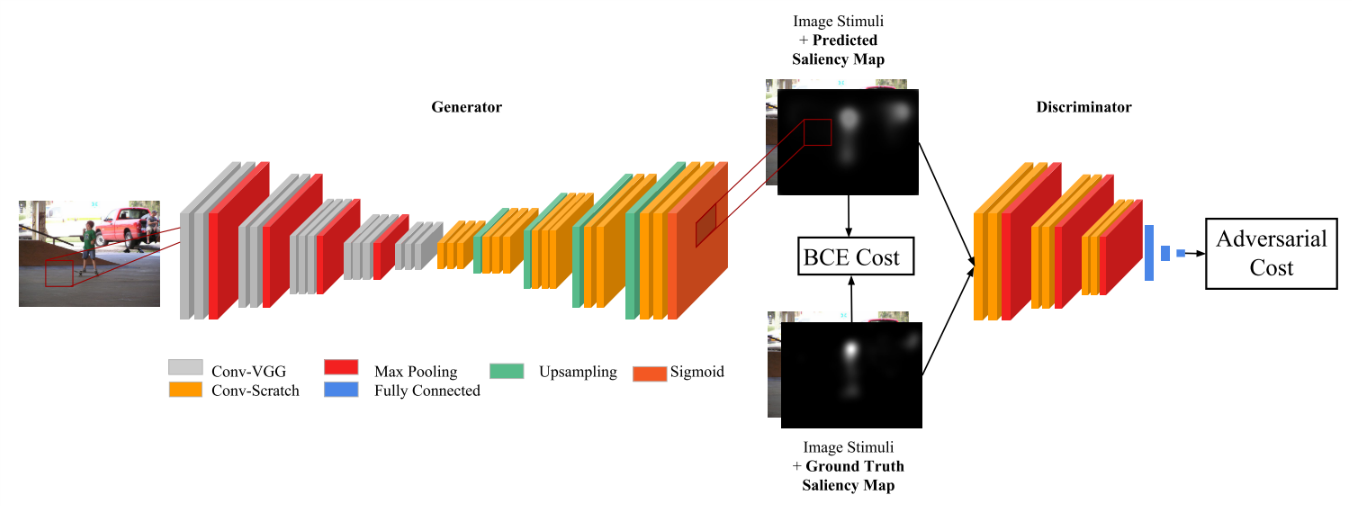 Image Stimuli
+ Predicted
Saliency Map
Generator
Discriminator
BCE Cost
Adversarial
Cost
Conv-VGG
Max Pooling
Upsampling
Sigmoid
Conv-Scratch
Fully Connected
Image Stimuli
+ Ground Truth
Saliency Map